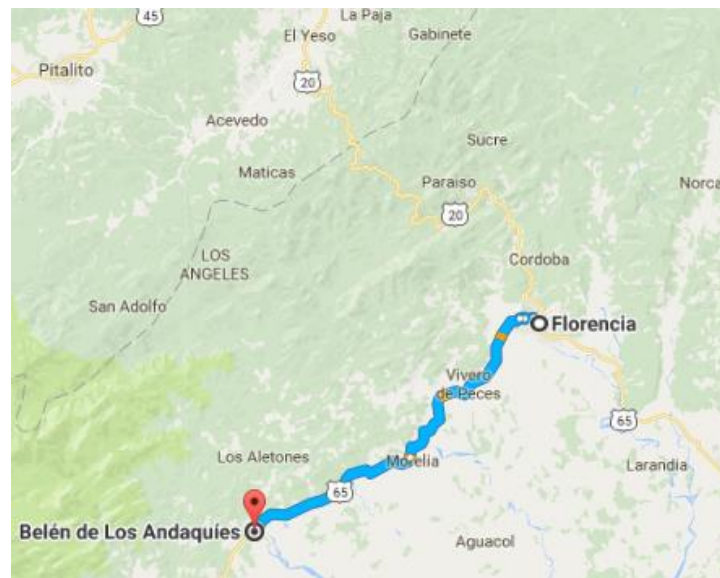 45
La Paja
El Yeso
Gabinete
Pitalito
20
Acevedo
Sucre
Maticas
Paraiso
Norca
20
LOS
ANGELES
Cordoba
San Adolfo
Florencia
Vivero
de Peces
65
Los Aletones
Morelia
Larandia
65
Belén de Los Andaquíes
Aguacol